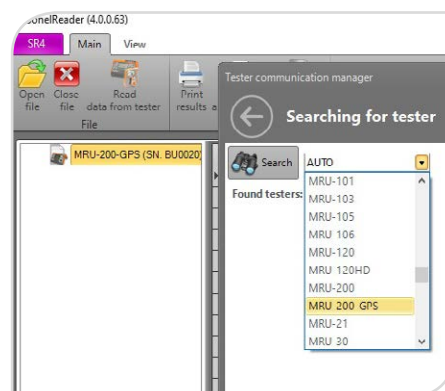 onelReader (4.0.0.63)
SR4 Main View
Open file
Close file
Read data from tester
Print results
File
Tester communication manager
Searching for tester
MRU-200-GPS (SN. BU0020
Search
AUTO
Found testers:
MRU-101
MRU-103
MRU-105
MRU 106
MRU-120
MRU 120HD
MRU-200
MRU 200 GPS
MRU-21
MRU 30